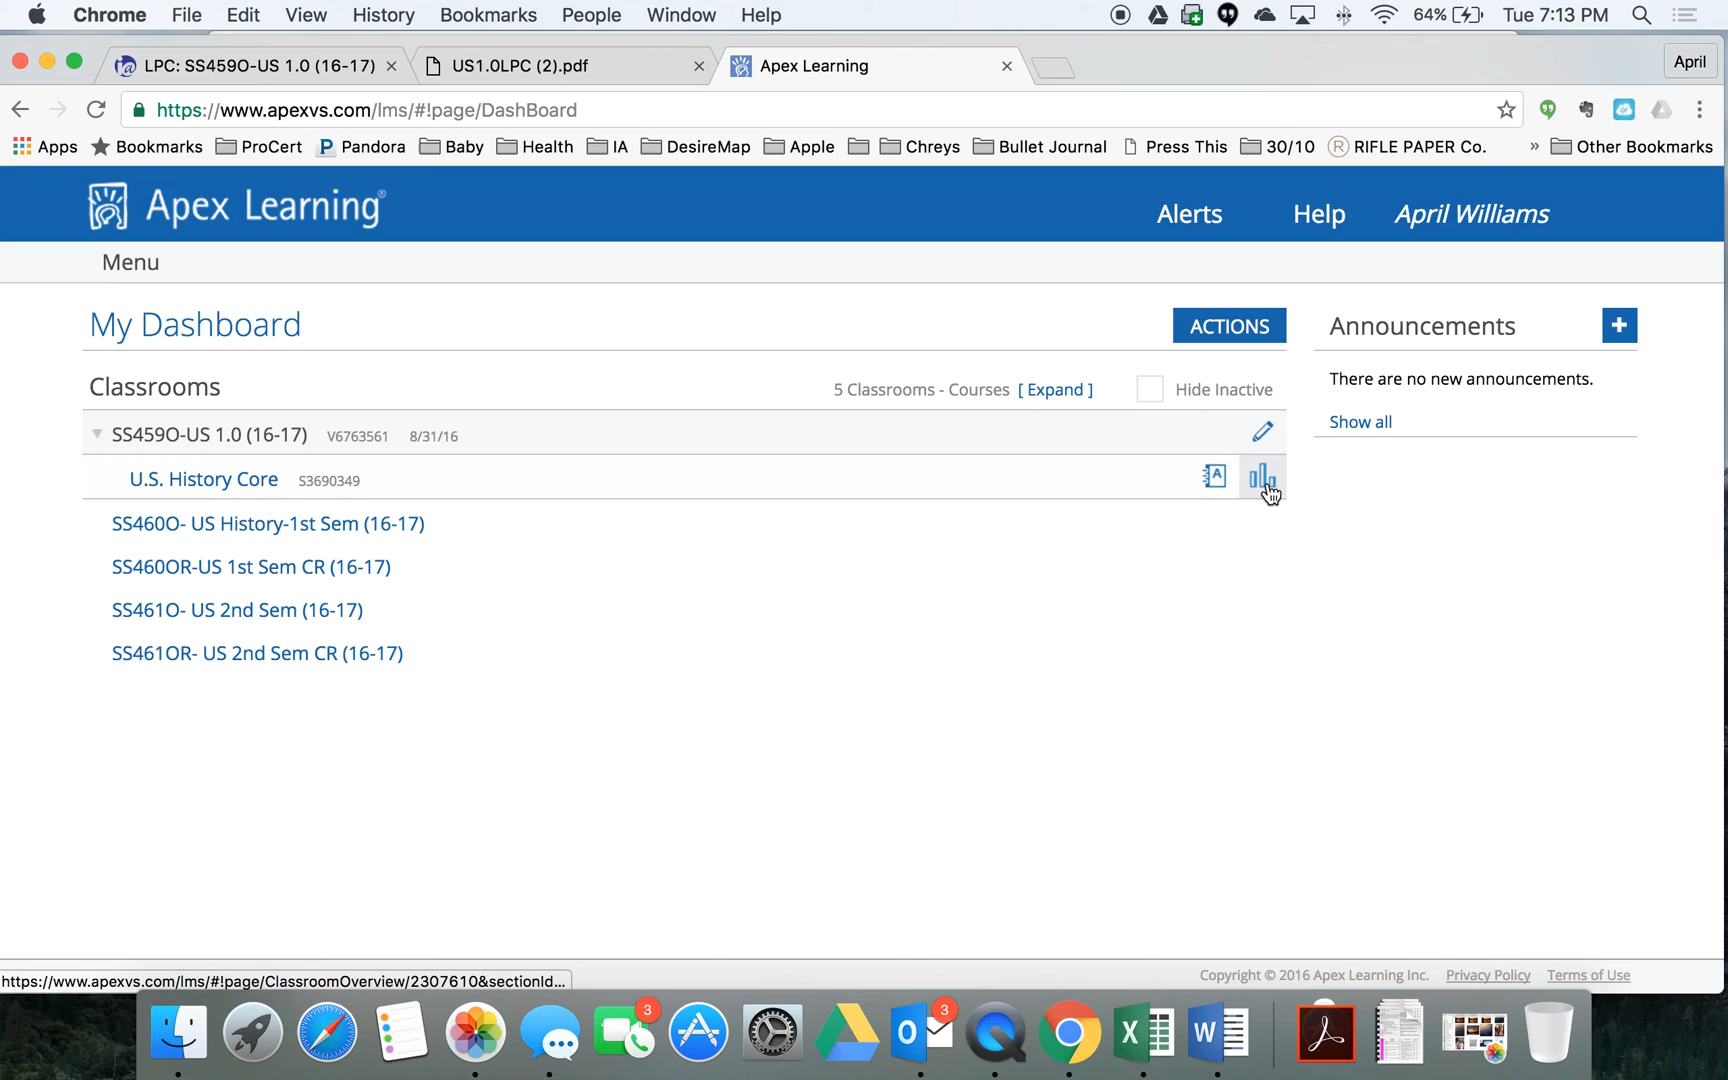 Chrome File Edit View History Bookmarks People Window Help 64% Tue 7:13 PM
LPC: SS459O-US 1.0 (16-17) US1.0LPC (2).pdf Apex Learning April
https://www.apexvs.com/lms/#!page/DashBoard
Apps Bookmarks ProCert Pandora Baby Health IA DesireMap Apple Chreys Bullet Journal Press This 30/10 RIFLE PAPER Co. » Other Bookmarks
Apex Learning® Alerts Help April Williams
Menu
My Dashboard ACTIONS Announcements +
Classrooms 5 Classrooms - Courses [ Expand ] Hide Inactive There are no new announcements.
Show all
SS459O-US 1.0 (16-17) V6763561 8/31/16
U.S. History Core S3690349 A
SS460O- US History-1st Sem (16-17)
SS460OR-US 1st Sem CR (16-17)
SS461O- US 2nd Sem (16-17)
SS461OR- US 2nd Sem CR (16-17)
Copyright © 2016 Apex Learning Inc. Privacy Policy Terms of Use
https://www.apexvs.com/lms/#!page/ClassroomOverview/2307610&sectionId...
3 3